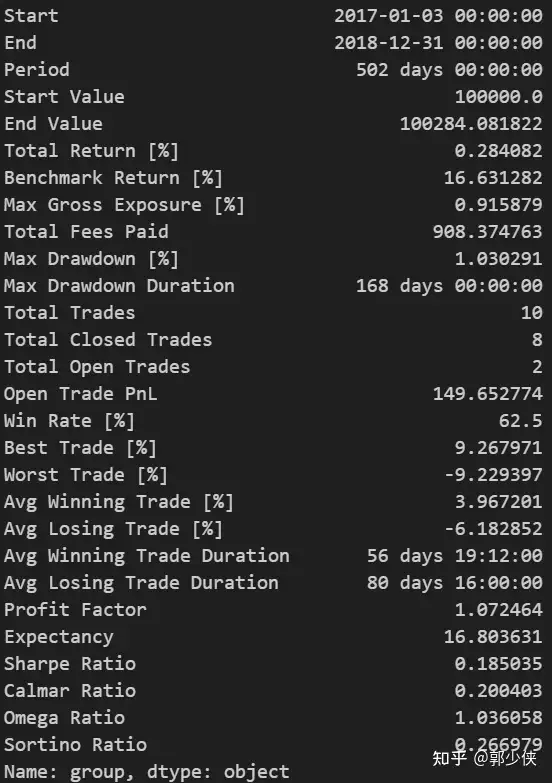 Start 2017-01-03 00:00:00
End 2018-12-31 00:00:00
Period 502 days 00:00:00
Start Value 100000.0
End Value 100284.081822
Total Return [%] 0.284082
Benchmark Return [%] 16.631282
Max Gross Exposure [%] 0.915879
Total Fees Paid 908.374763
Max Drawdown [%] 1.030291
Max Drawdown Duration 168 days 00:00:00
Total Trades 10
Total Closed Trades 8
Total Open Trades 2
Open Trade PnL 149.652774
Win Rate [%] 62.5
Best Trade [%] 9.267971
Worst Trade [%] -9.229397
Avg Winning Trade [%] 3.967201
Avg Losing Trade [%] -6.182852
Avg Winning Trade Duration 56 days 19:12:00
Avg Losing Trade Duration 80 days 16:00:00
Profit Factor 1.072464
Expectancy 16.803631
Sharpe Ratio 0.185035
Calmar Ratio 0.200403
Omega Ratio 1.036058
Sortino Ratio 0.266979
知乎 @郭少侠
Name: group, dtype: object